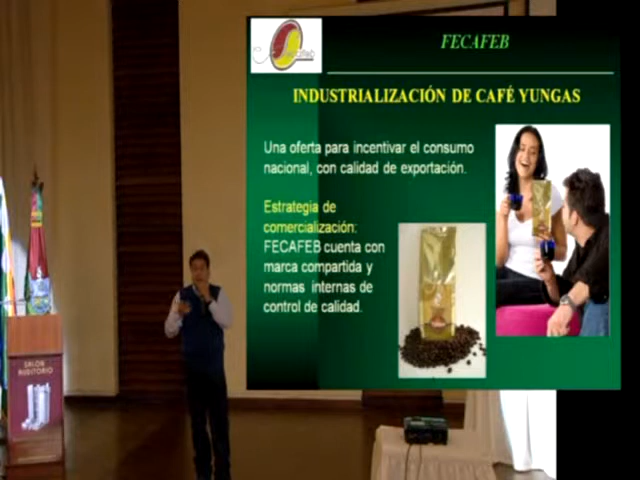 FECAFEB
INDUSTRIALIZACIÓN DE CAFÉ YUNGAS
Una oferta para incentivar el consumo
nacional, con calidad de exportación.
Estrategia de
comercialización:
FECAFEB cuenta con
marca compartida y
normas internas de
control de calidad.
SALON
AUDITORIO